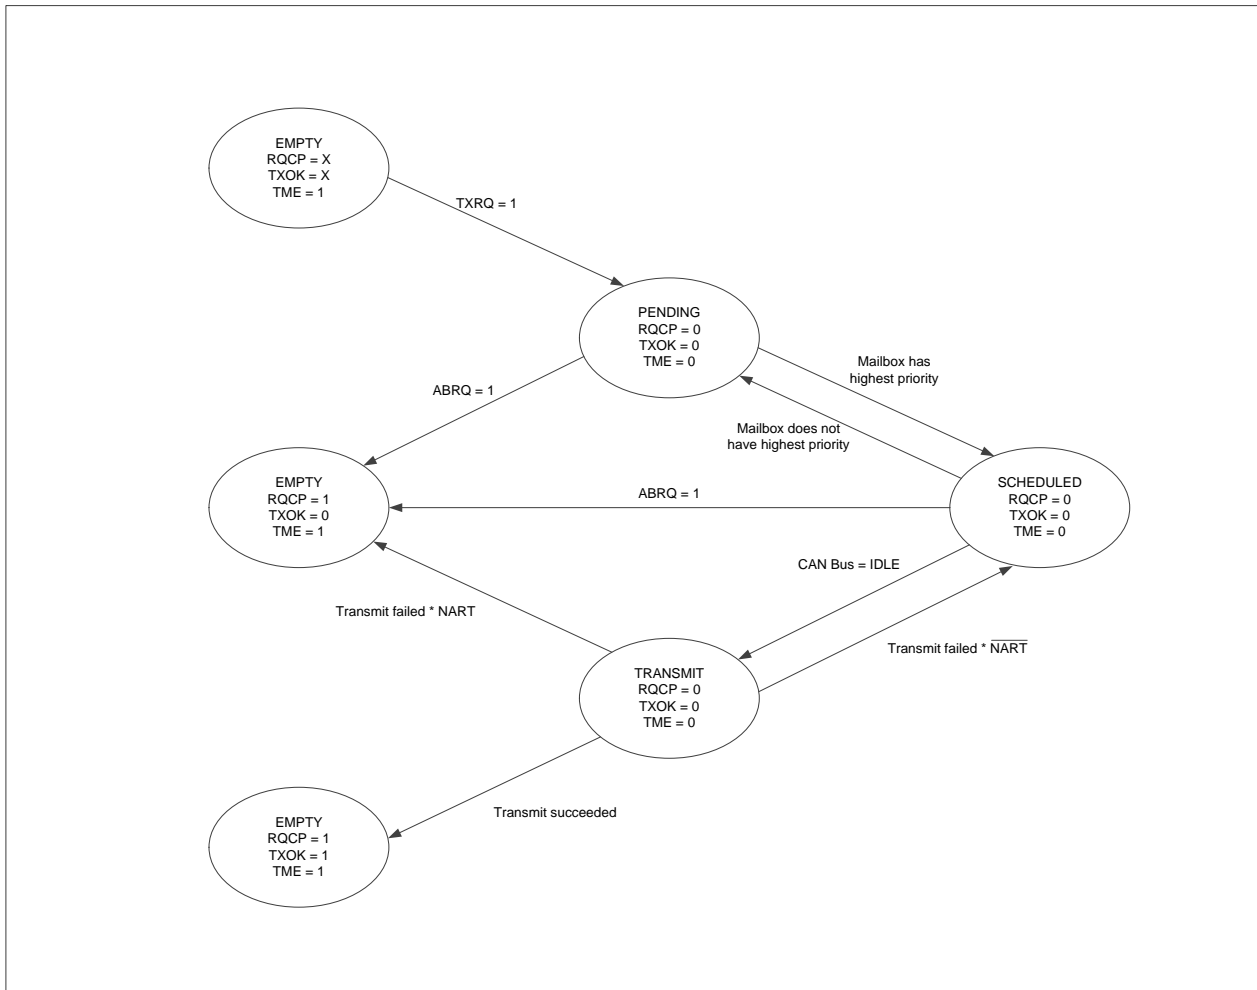 EMPTY
RQCP = X
TXOK = X
TME = 1
TXRQ = 1
PENDING
RQCP = 0
TXOK = 0
TME = 0
Mailbox has
highest priority
ABRQ = 1
Mailbox does not
have highest priority
EMPTY
RQCP = 1
TXOK = 0
TME = 1
ABRQ = 1
SCHEDULED
RQCP = 0
TXOK = 0
TME = 0
CAN Bus = IDLE
Transmit failed * NART
Transmit failed * N̅A̅R̅T̅
TRANSMIT
RQCP = 0
TXOK = 0
TME = 0
Transmit succeeded
EMPTY
RQCP = 1
TXOK = 1
TME = 1